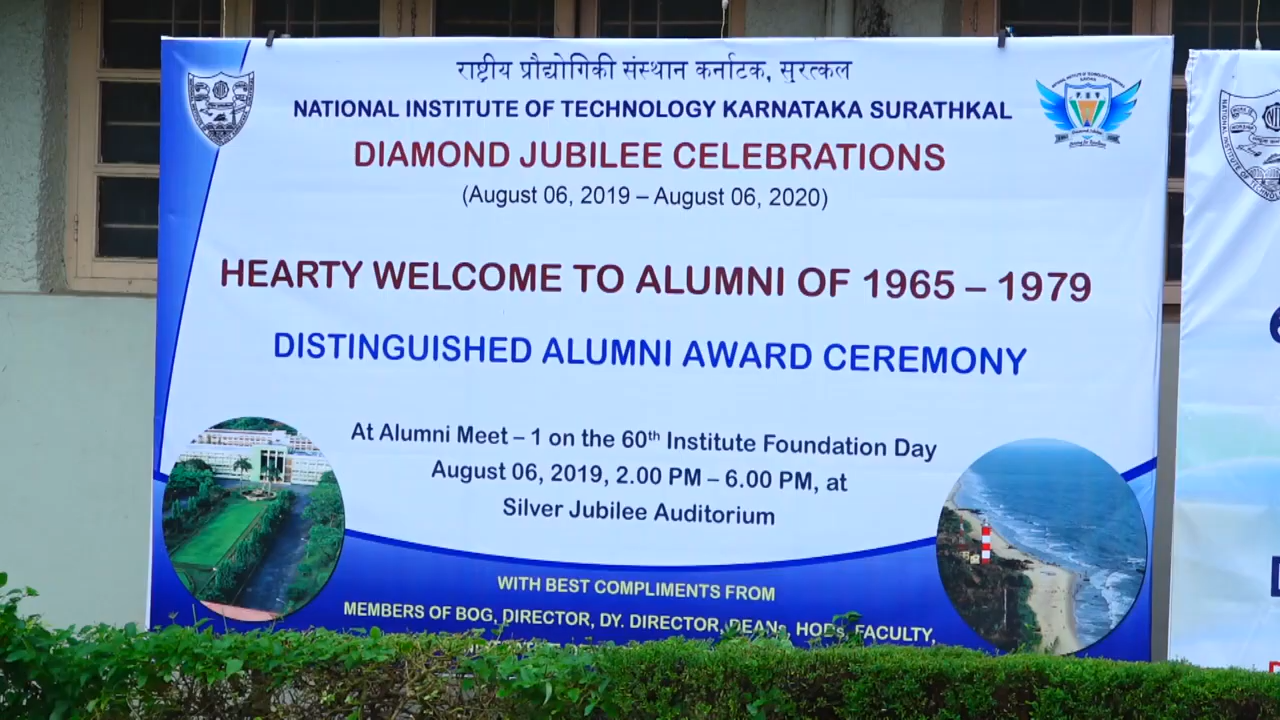 राष्ट्रीय प्रौद्योगिकी संस्थान कर्नाटक, सुरत्कल
NATIONAL INSTITUTE OF TECHNOLOGY KARNATAKA SURATHKAL
DIAMOND JUBILEE CELEBRATIONS
(August 06, 2019 – August 06, 2020)
HEARTY WELCOME TO ALUMNI OF 1965 – 1979
DISTINGUISHED ALUMNI AWARD CEREMONY
At Alumni Meet – 1 on the 60th Institute Foundation Day
August 06, 2019, 2.00 PM – 6.00 PM, at
Silver Jubilee Auditorium
WITH BEST COMPLIMENTS FROM
MEMBERS OF BOG, DIRECTOR, DY. DIRECTOR, DEANs, HODs, FACULTY,